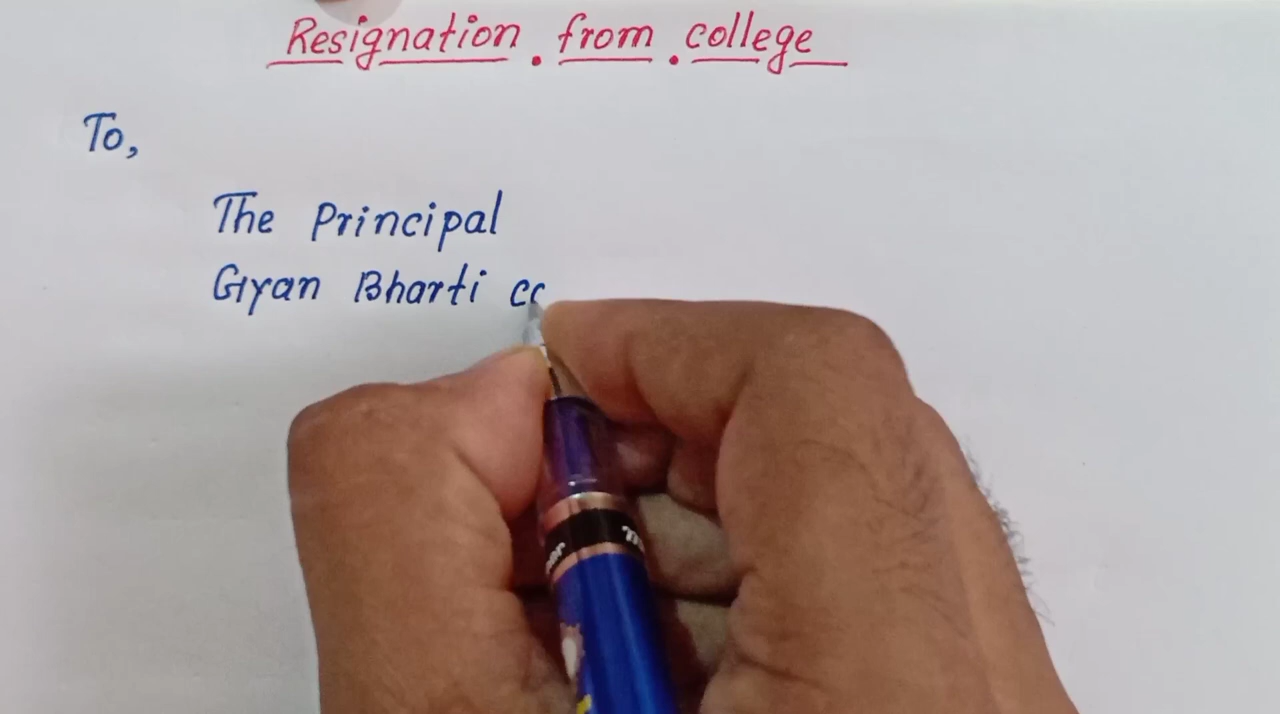 Resignation from college
To,
The Principal
Gyan Bharti